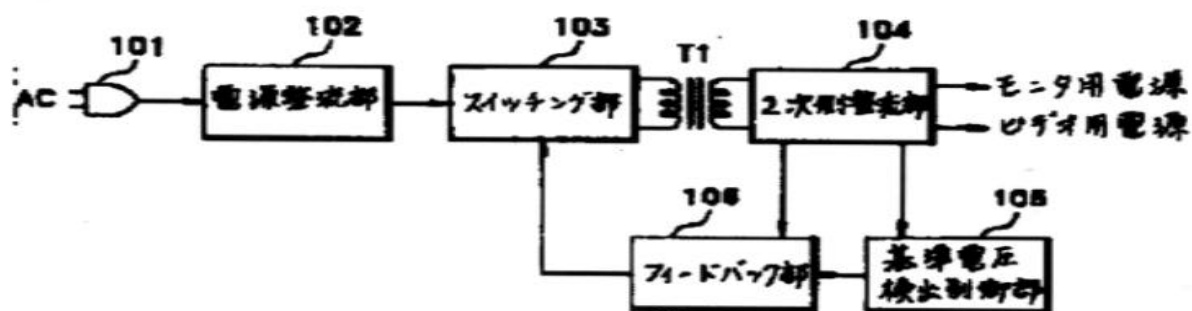 101
102
103
T1
104
AC
電源整流部
スイッチング部
2次側整流部
モニタ用電源
ビデオ用電源
106
105
フィードバック部
基準電圧
検出制御部